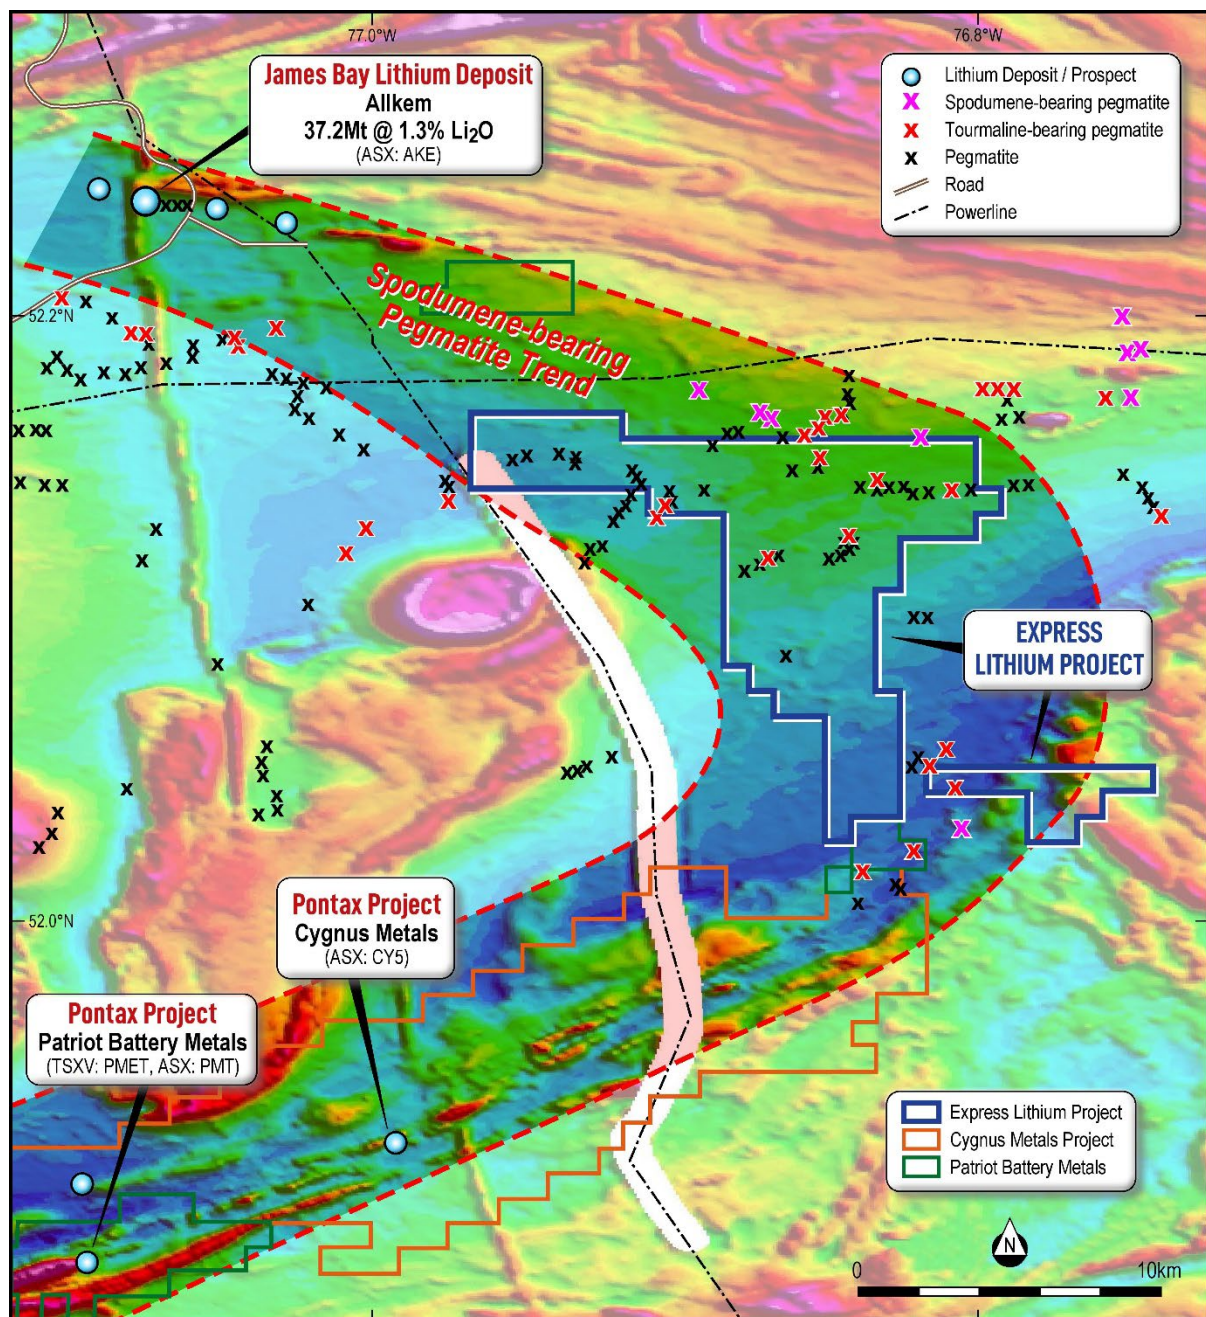 77.0°W
76.8°W
James Bay Lithium Deposit
Allkem
37.2Mt @ 1.3% Li₂O
(ASX: AKE)
Lithium Deposit / Prospect
X Spodumene-bearing pegmatite
X Tourmaline-bearing pegmatite
X Pegmatite
Road
Powerline
52.2°N
Spodumene-bearing
Pegmatite Trend
EXPRESS
LITHIUM PROJECT
52.0°N
Pontax Project
Cygnus Metals
(ASX: CY5)
Pontax Project
Patriot Battery Metals
(TSXV: PMET, ASX: PMT)
Express Lithium Project
Cygnus Metals Project
Patriot Battery Metals
N
0
10km